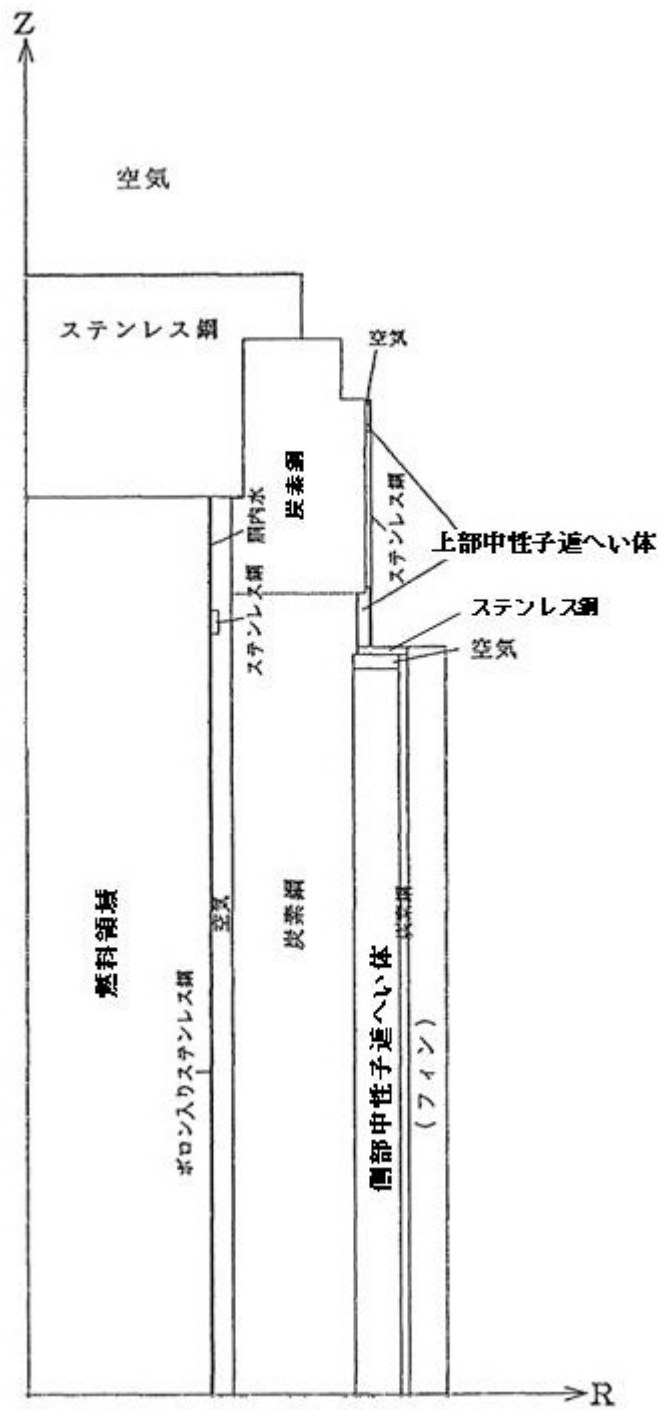 Z
空気
ステンレス鋼
空気
炭素鋼
胴内水
ステンレス鋼
ステンレス鋼
上部中性子遮へい体
ステンレス鋼
空気
燃料領域
空気
炭素鋼
炭素鋼
側部中性子遮へい体
(フィン)
ボロン入りステンレス鋼
R